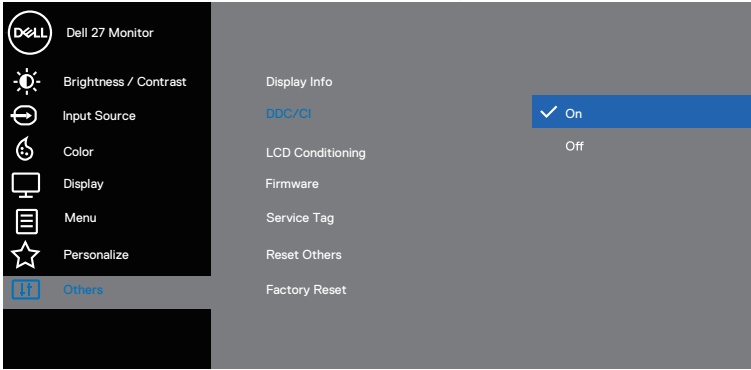 DELL Dell 27 Monitor
Brightness / Contrast
Input Source
Color
Display
Menu
Personalize
Others
Display Info
DDC/CI
LCD Conditioning
Firmware
Service Tag
Reset Others
Factory Reset
On
Off